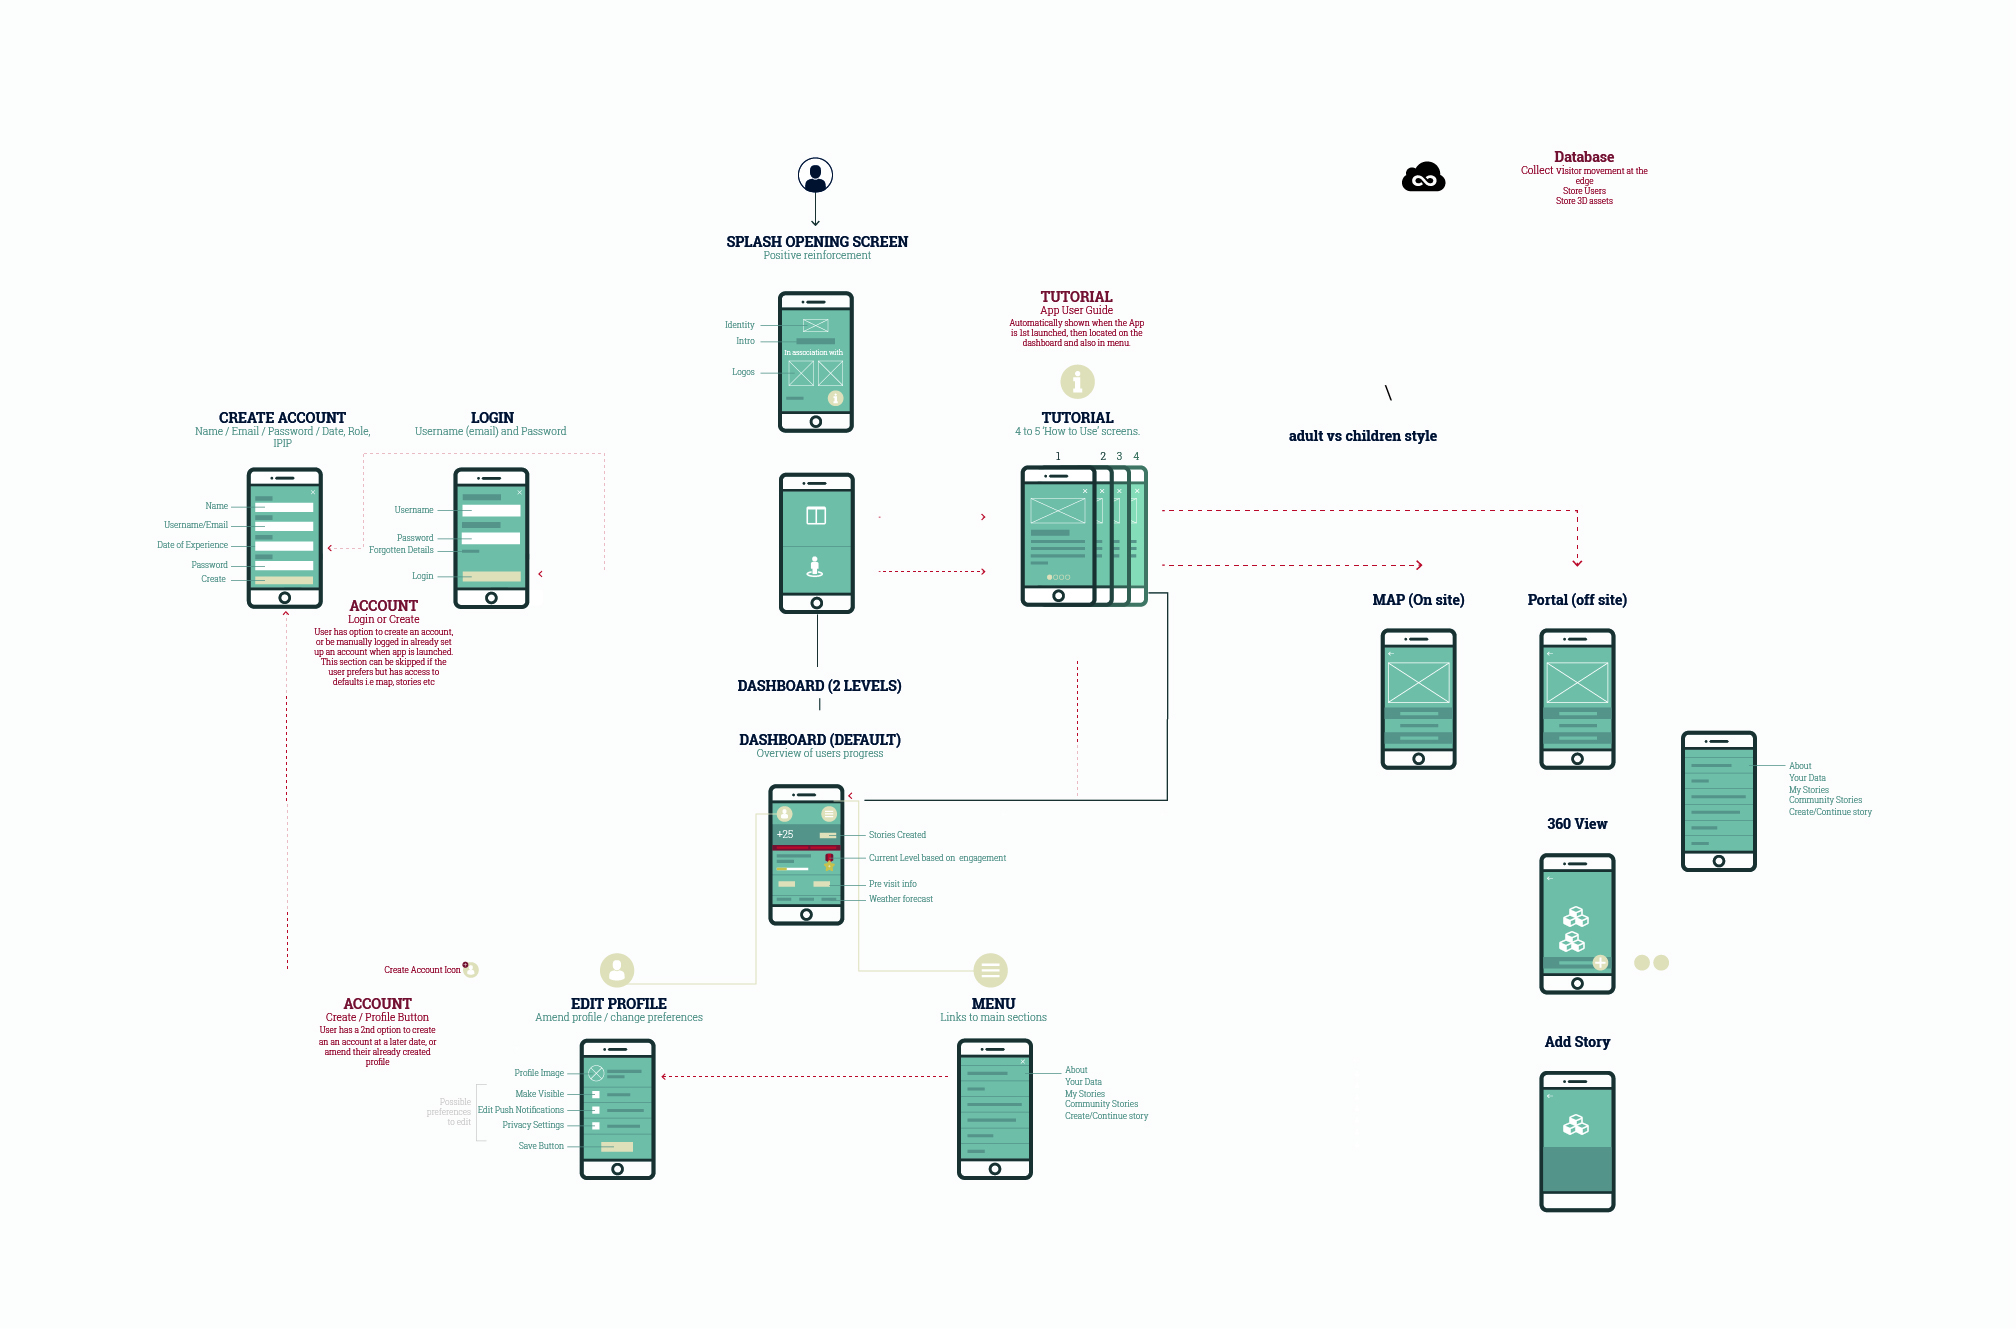 Database
Collect visitor movement at the
edge
Store Users
Store 3D assets
SPLASH OPENING SCREEN
Positive reinforcement
Identity
Intro
In association with
Logos
TUTORIAL
App User Guide
Automatically shown when the App
is 1st launched, then located on the
dashboard and also in menu.
TUTORIAL
4 to 5 'How to Use' screens.
1
2
3
4
\
adult vs children style
CREATE ACCOUNT
Name / Email / Password / Date, Role,
IPIP
LOGIN
Username (email) and Password
Name
Username/Email
Date of Experience
Password
Create
Username
Password
Forgotten Details
Login
ACCOUNT
Login or Create
User has option to create an account,
or be manually logged in already set
up an account when app is launched.
This section can be skipped if the
user prefers but has access to
defaults i.e map, stories etc
MAP (On site)
Portal (off site)
DASHBOARD (2 LEVELS)
DASHBOARD (DEFAULT)
Overview of users progress
+25
Stories Created
Current Level based on engagement
Pre visit info
Weather forecast
About
Your Data
My Stories
Community Stories
Create/Continue story
360 View
Create Account Icon
ACCOUNT
Create / Profile Button
User has a 2nd option to create
an an account at a later date, or
amend their already created
profile
EDIT PROFILE
Amend profile / change preferences
Profile Image
Make Visible
Edit Push Notifications
Privacy Settings
Save Button
Possible
preferences
to edit
MENU
Links to main sections
About
Your Data
My Stories
Community Stories
Create/Continue story
Add Story